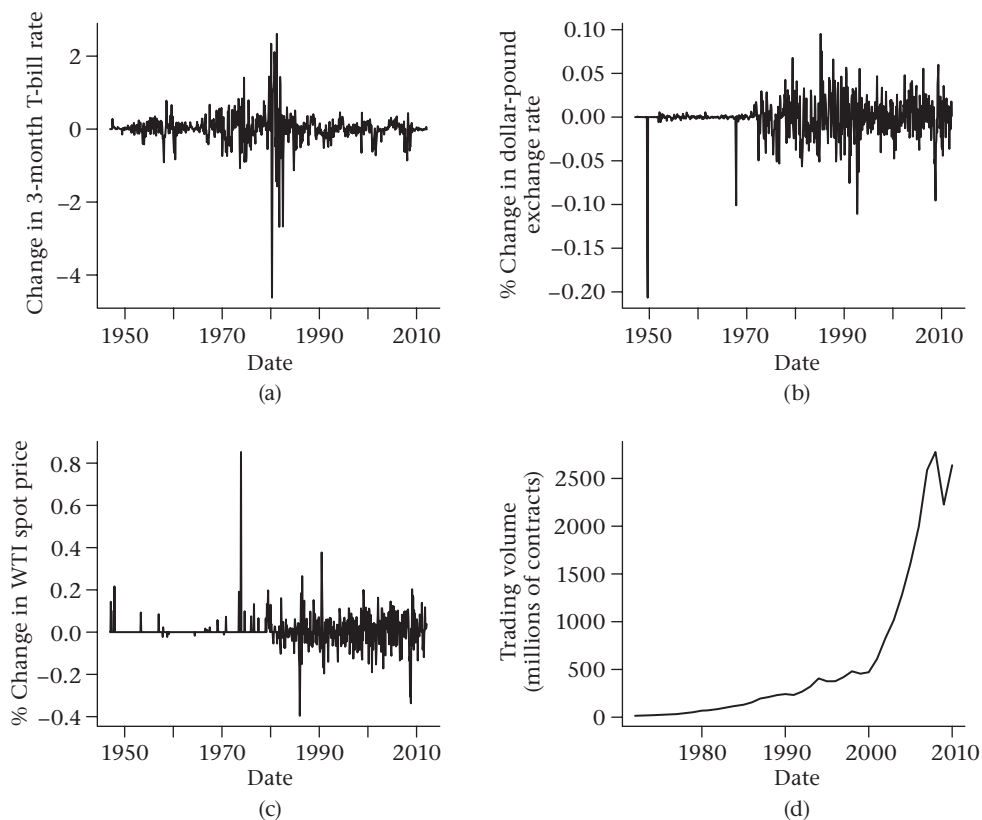 Change in 3-month T-bill rate
2
0
−2
−4
1950 1970 1990 2010
Date
(a)
% Change in dollar-pound
exchange rate
0.10
0.05
0.00
−0.05
−0.10
−0.15
−0.20
1950 1970 1990 2010
Date
(b)
% Change in WTI spot price
0.8
0.6
0.4
0.2
0.0
−0.2
−0.4
1950 1970 1990 2010
Date
(c)
Trading volume
(millions of contracts)
2500
2000
1500
1000
500
0
1980 1990 2000 2010
Date
(d)